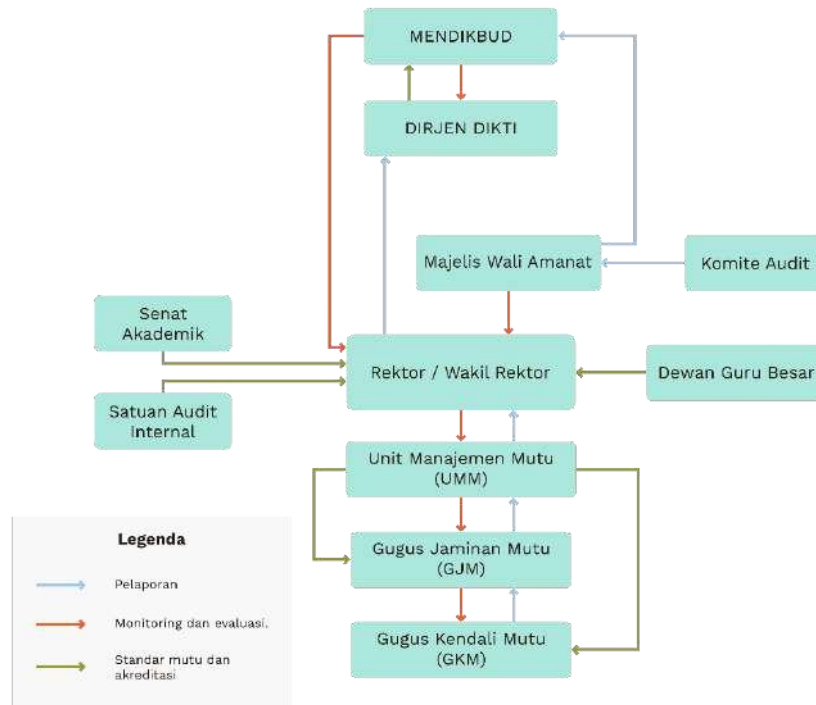 MENDIKBUD
DIRJEN DIKTI
Majelis Wali Amanat
Komite Audit
Senat
Akademik
Rektor / Wakil Rektor
Dewan Guru Besar
Satuan Audit
Internal
Unit Manajemen Mutu
(UMM)
Gugus Jaminan Mutu
(GJM)
Gugus Kendali Mutu
(GKM)
Legenda
Pelaporan
Monitoring dan evaluasi.
Standar mutu dan
akreditasi